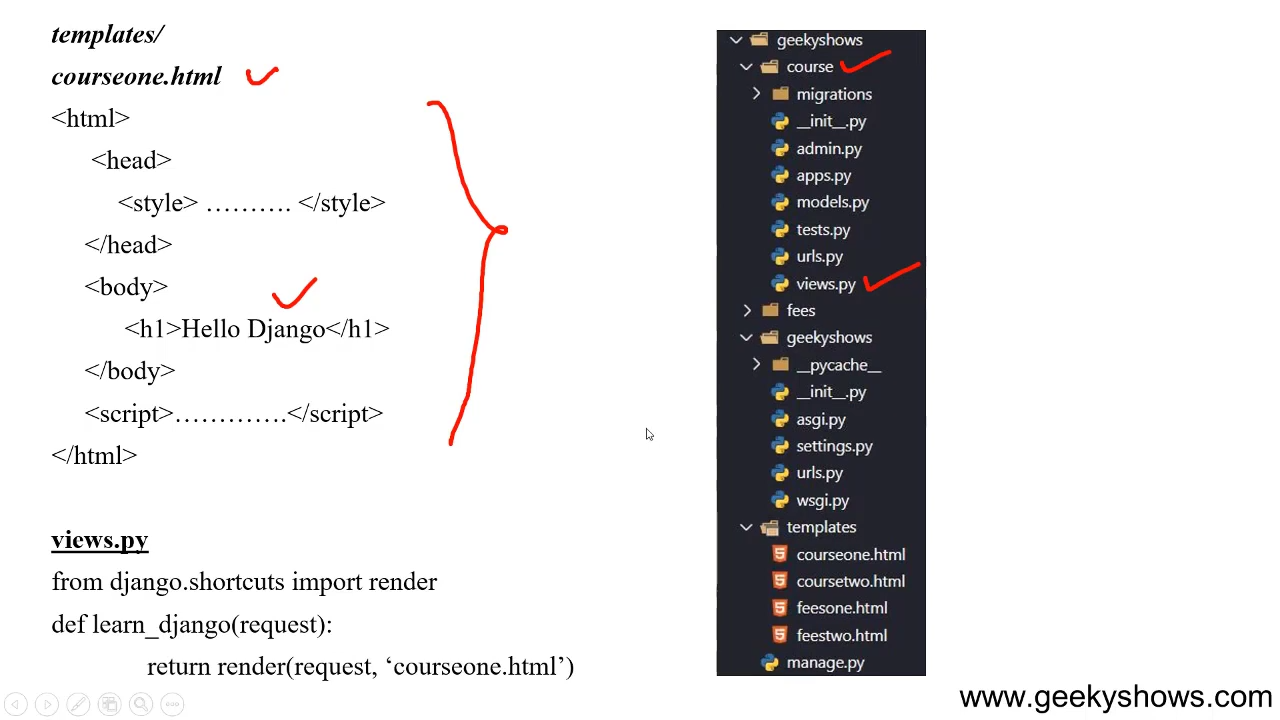 templates/
courseone.html
<html>
<head>
<style> ………. </style>
</head>
<body>
<h1>Hello Django</h1>
</body>
<script>………….</script>
</html>
views.py
from django.shortcuts import render
def learn_django(request):
return render(request, ‘courseone.html’)
geekyshows
course
migrations
__init__.py
admin.py
apps.py
models.py
tests.py
urls.py
views.py
fees
geekyshows
__pycache__
__init__.py
asgi.py
settings.py
urls.py
wsgi.py
templates
courseone.html
coursetwo.html
feesone.html
feestwo.html
manage.py
www.geekyshows.com